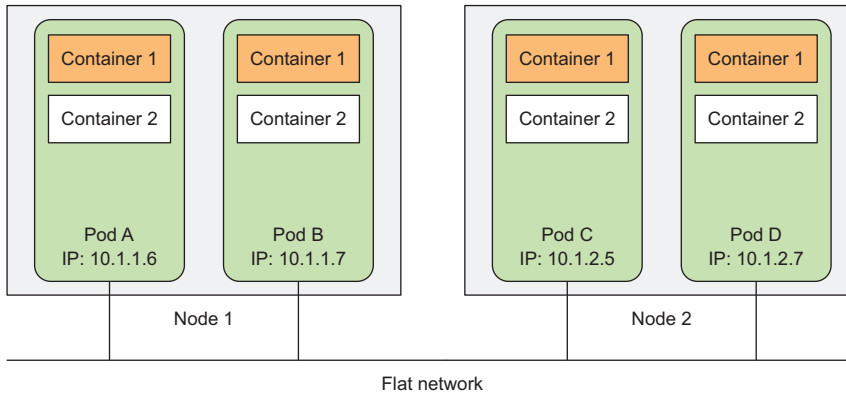 Container 1
Container 2
Pod A
IP: 10.1.1.6
Container 1
Container 2
Pod B
IP: 10.1.1.7
Node 1
Container 1
Container 2
Pod C
IP: 10.1.2.5
Container 1
Container 2
Pod D
IP: 10.1.2.7
Node 2
Flat network